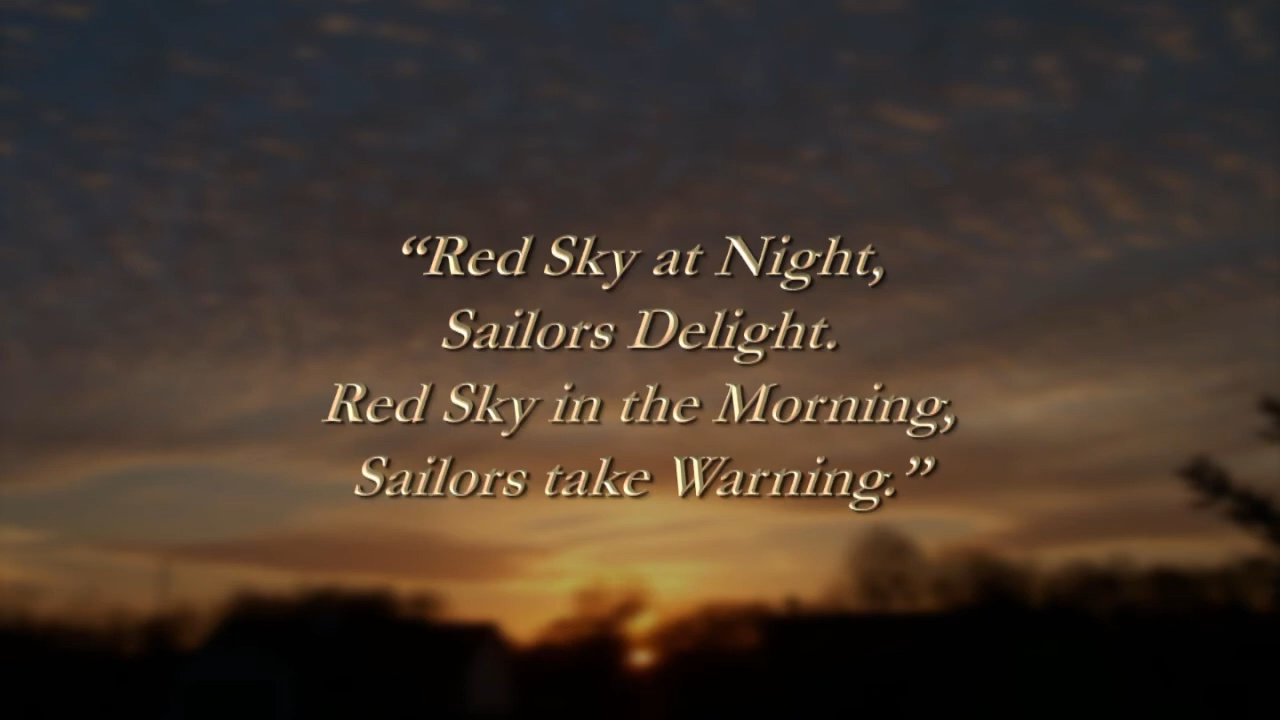 “Red Sky at Night,
Sailors Delight.
Red Sky in the Morning,
Sailors take Warning.”